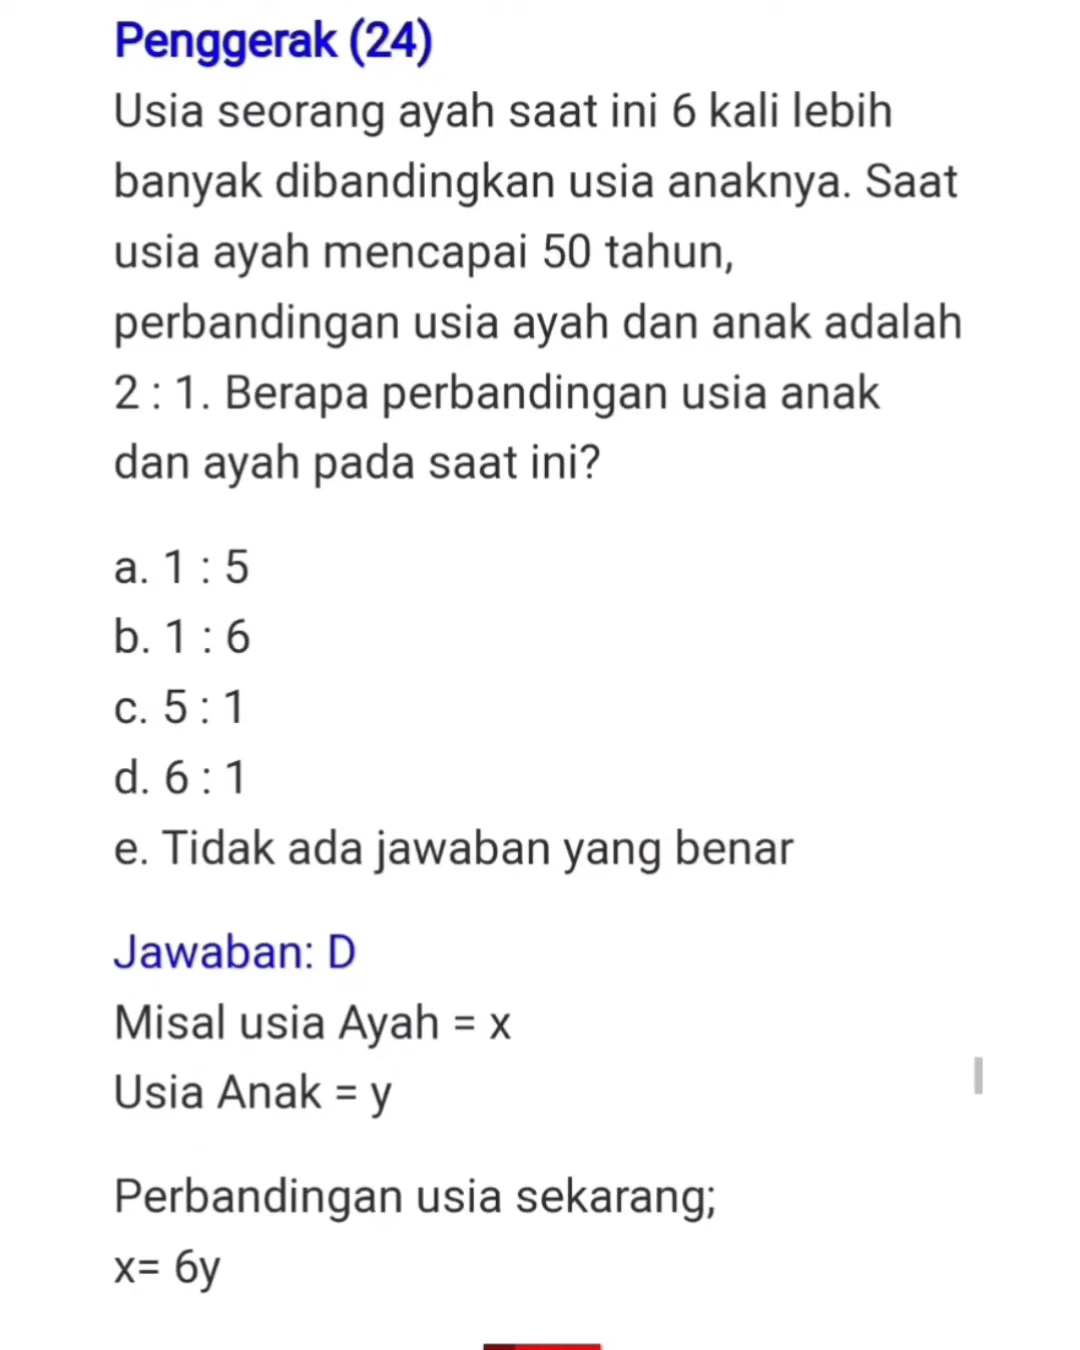 Penggerak (24)
Usia seorang ayah saat ini 6 kali lebih
banyak dibandingkan usia anaknya. Saat
usia ayah mencapai 50 tahun,
perbandingan usia ayah dan anak adalah
2 : 1. Berapa perbandingan usia anak
dan ayah pada saat ini?
a. 1 : 5
b. 1 : 6
c. 5 : 1
d. 6 : 1
e. Tidak ada jawaban yang benar
Jawaban: D
Misal usia Ayah = x
Usia Anak = y
Perbandingan usia sekarang;
x= 6y